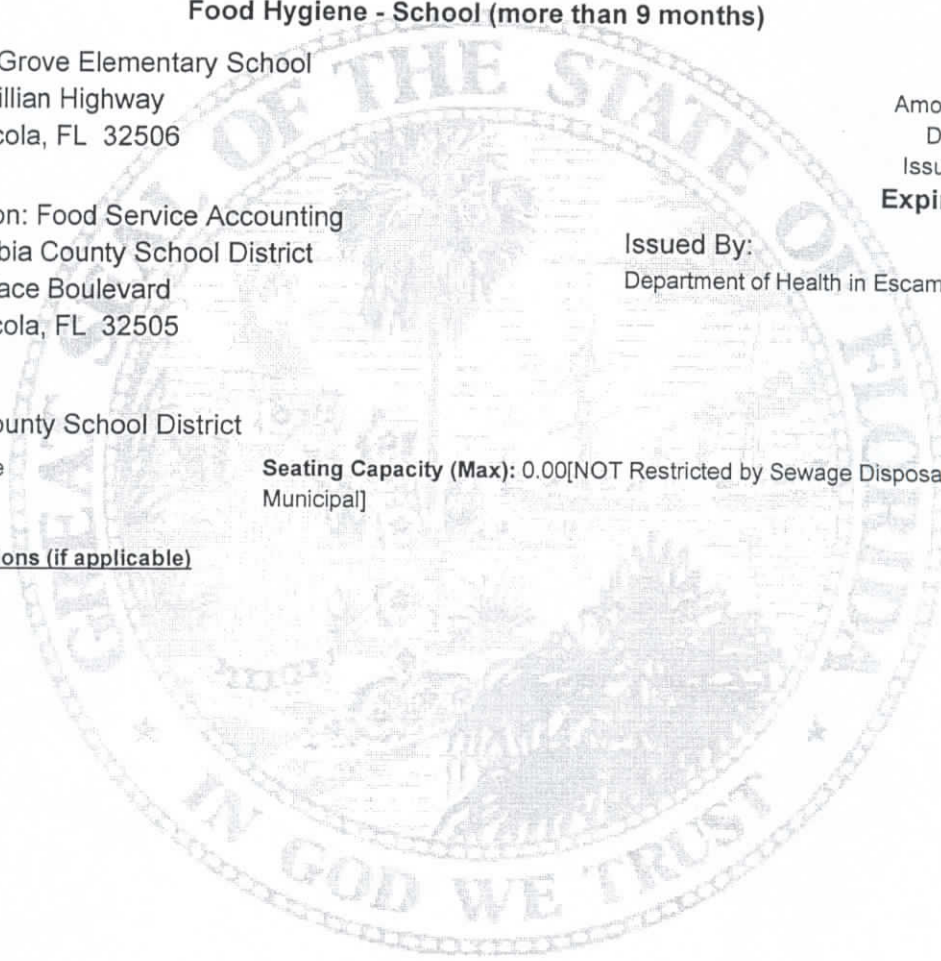 Food Hygiene - School (more than 9 months)
Grove Elementary School
illian Highway
cola, FL 32506
Amo
D
Issu
Expi
on: Food Service Accounting
bia County School District
ace Boulevard
cola, FL 32505
Issued By:
Department of Health in Escam
ounty School District
e
Seating Capacity (Max): 0.00[NOT Restricted by Sewage Disposa
Municipal]
ons (if applicable)
GREAT SEAL OF THE STATE OF FLORIDA
IN GOD WE TRUST